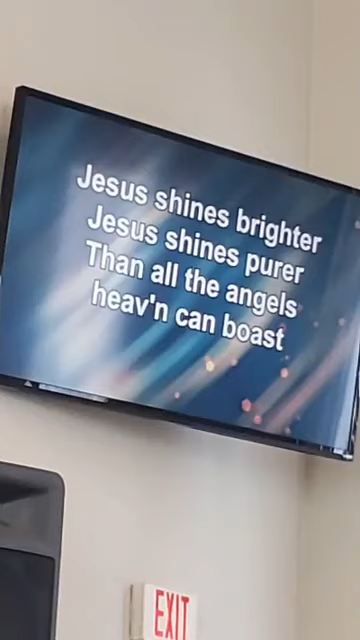 Jesus shines brighter
Jesus shines purer
Than all the angels
heav'n can boast
EXIT